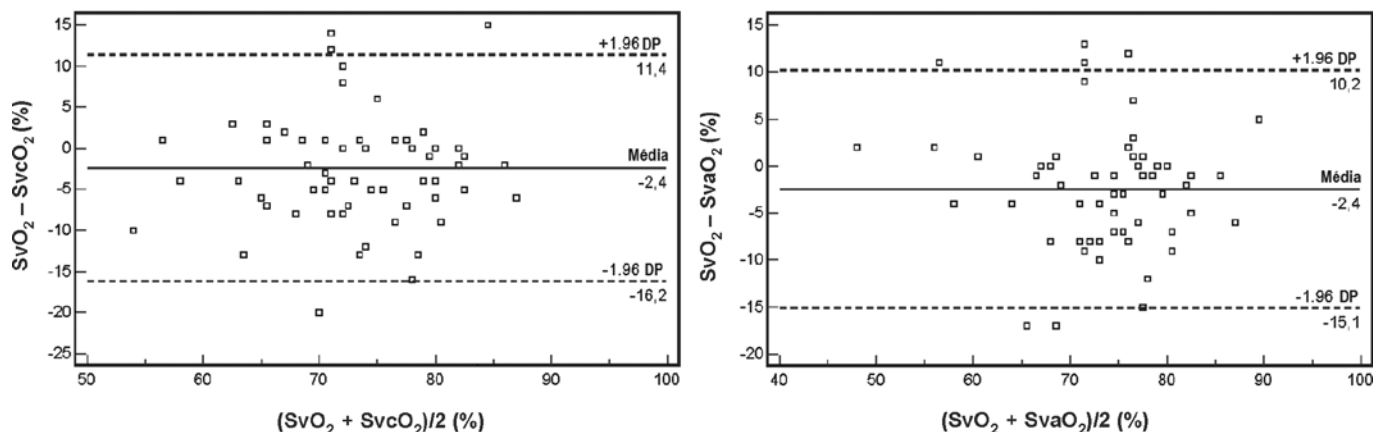 15
10
5
0
-5
-10
-15
-20
-25
SvO₂ – SvcO₂ (%)
+1.96 DP
11,4
Média
-2,4
-1.96 DP
-16,2
50 60 70 80 90 100
(SvO₂ + SvcO₂)/2 (%)
15
10
5
0
-5
-10
-15
-20
SvO₂ – SvaO₂ (%)
+1.96 DP
10,2
Média
-2,4
-1.96 DP
-15,1
40 50 60 70 80 90 100
(SvO₂ + SvaO₂)/2 (%)